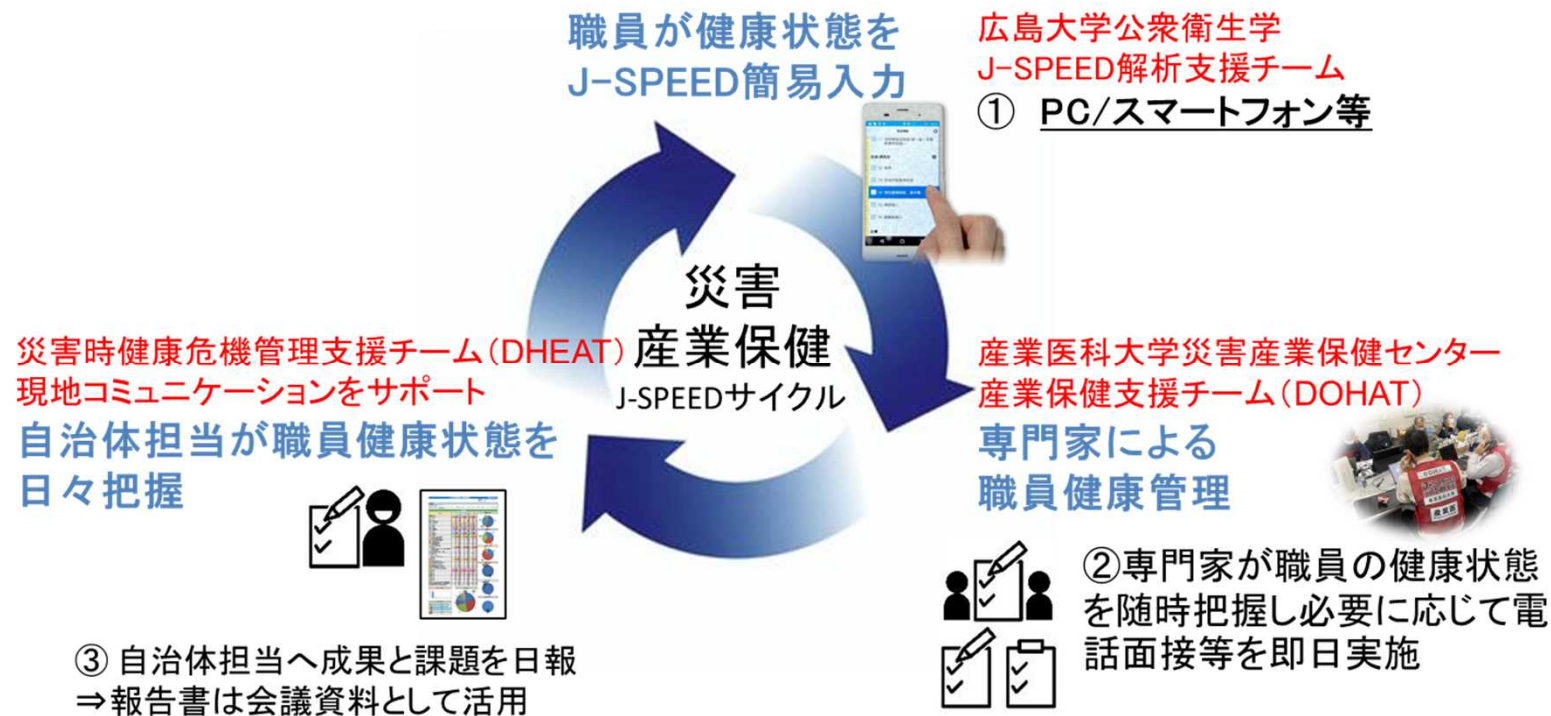 職員が健康状態を
J-SPEED簡易入力
広島大学公衆衛生学
J-SPEED解析支援チーム
① PC/スマートフォン等
災害
産業保健
J-SPEEDサイクル
産業医科大学災害産業保健センター
産業保健支援チーム(DOHAT)
専門家による
職員健康管理
産業医
②専門家が職員の健康状態
を随時把握し必要に応じて電
話面接等を即日実施
災害時健康危機管理支援チーム(DHEAT)
現地コミュニケーションをサポート
自治体担当が職員健康状態を
日々把握
③ 自治体担当へ成果と課題を日報
⇒報告書は会議資料として活用